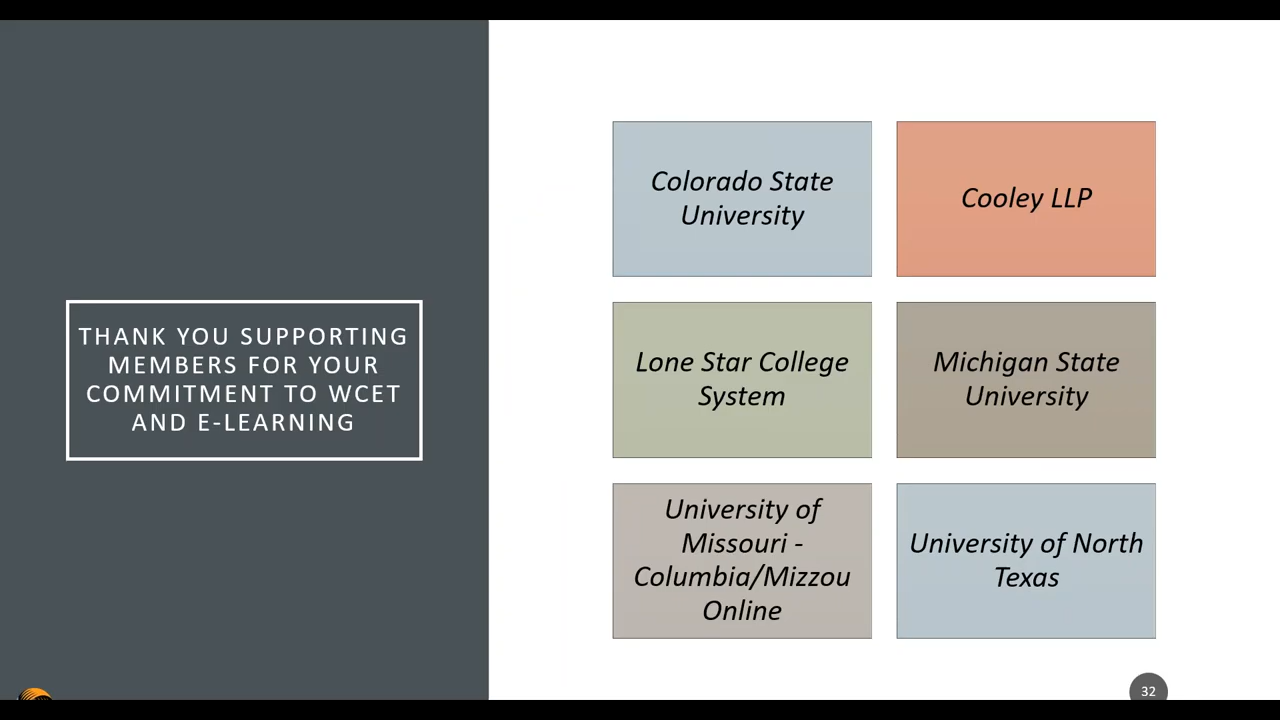 THANK YOU SUPPORTING
MEMBERS FOR YOUR
COMMITMENT TO WCET
AND E-LEARNING
Colorado State
University
Cooley LLP
Lone Star College
System
Michigan State
University
University of
Missouri -
Columbia/Mizzou
Online
University of North
Texas
32